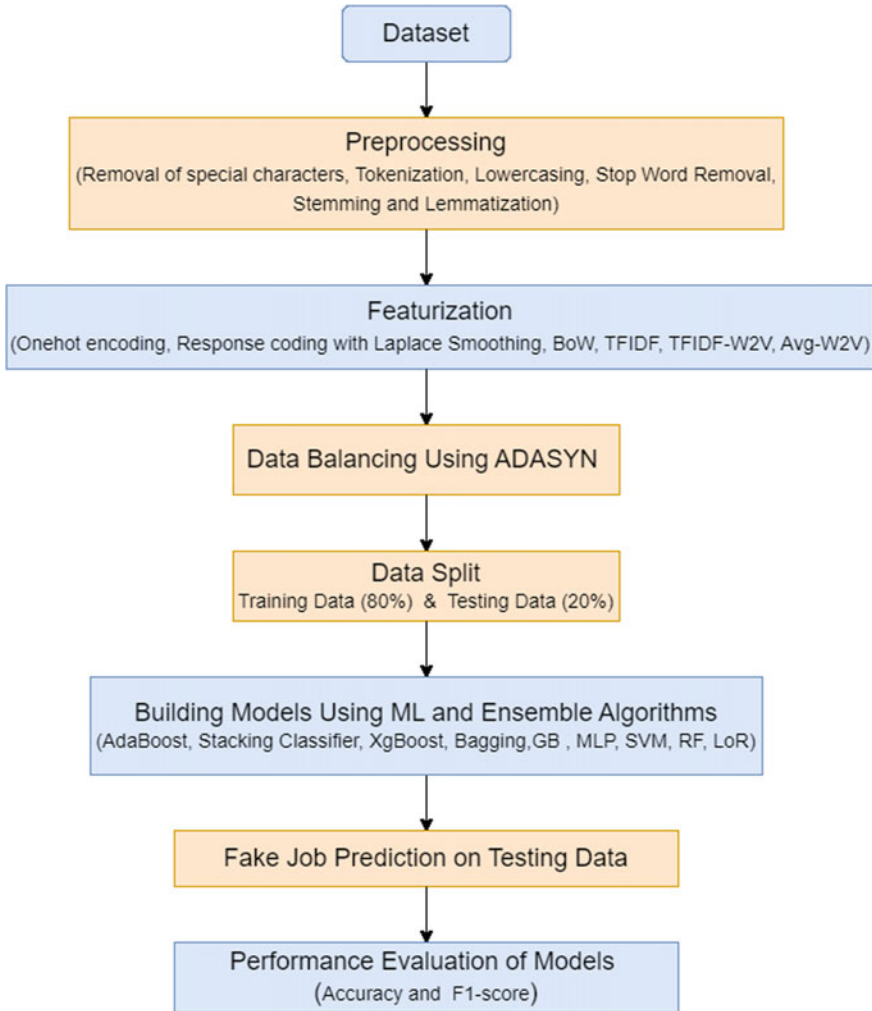 Dataset
Preprocessing
(Removal of special characters, Tokenization, Lowercasing, Stop Word Removal,
Stemming and Lemmatization)
Featurization
(Onehot encoding, Response coding with Laplace Smoothing, BoW, TFIDF, TFIDF-W2V, Avg-W2V)
Data Balancing Using ADASYN
Data Split
Training Data (80%) & Testing Data (20%)
Building Models Using ML and Ensemble Algorithms
(AdaBoost, Stacking Classifier, XgBoost, Bagging,GB , MLP, SVM, RF, LoR)
Fake Job Prediction on Testing Data
Performance Evaluation of Models
(Accuracy and F1-score)